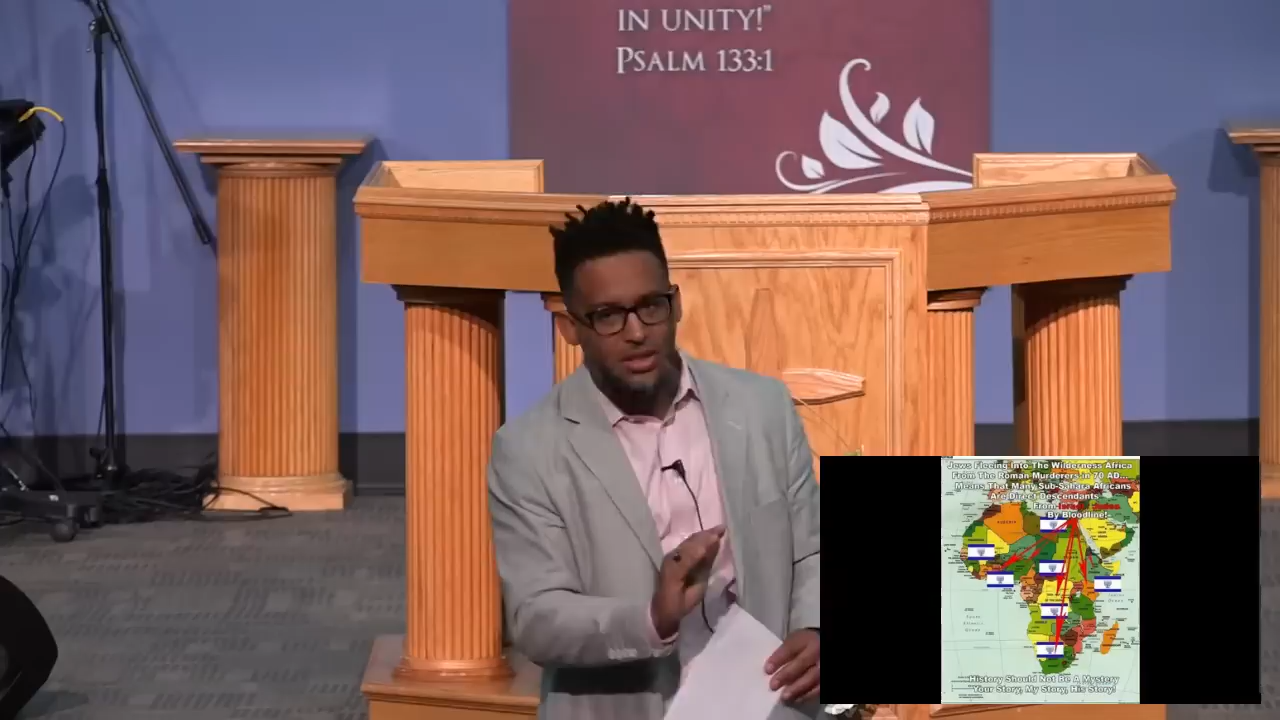 IN UNITY!"
PSALM 133:1
Jews Fleeing Into The Wilderness Africa
From The Roman Murderers in 70 AD...
Means That Many Sub-Sahara Africans
Are Direct Descendants
From
By Bloodline!
History Should Not Be A Mystery
Your Story, My Story, His Story!